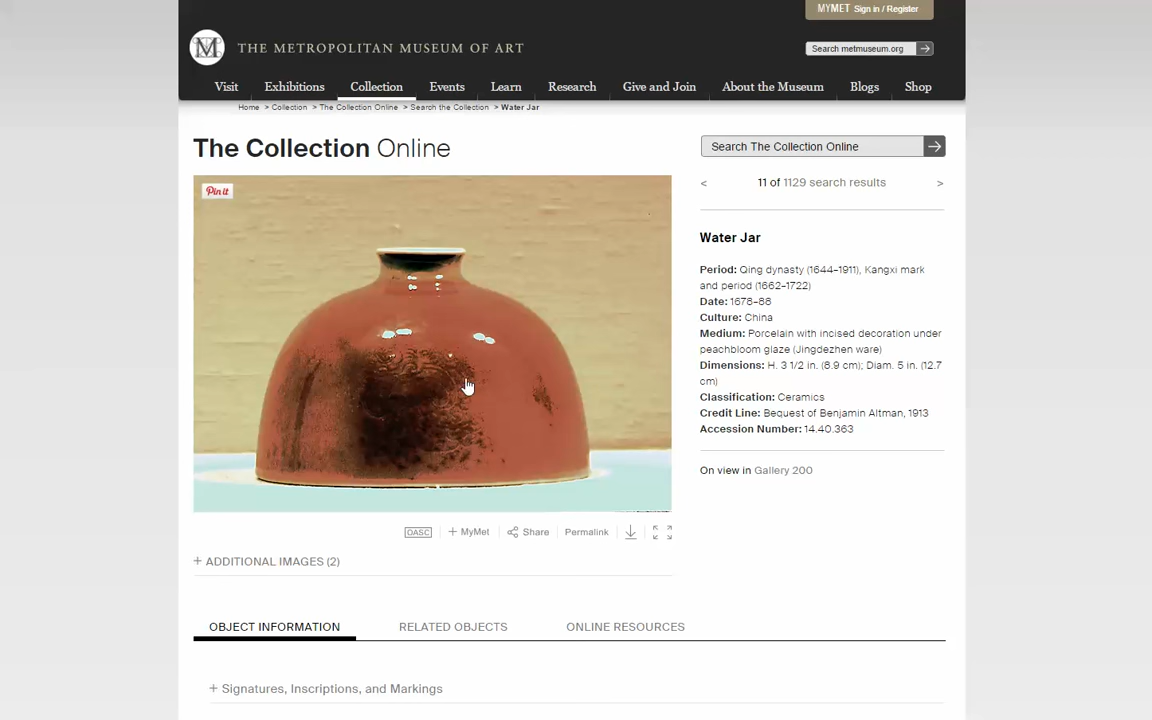 MYMET Sign in / Register
THE METROPOLITAN MUSEUM OF ART
Search metmuseum.org
Visit Exhibitions Collection Events Learn Research Give and Join About the Museum Blogs Shop
Home > Collection > The Collection Online > Search the Collection > Water Jar
The Collection Online
Search The Collection Online
Pin it
< 11 of 1129 search results >
Water Jar
Period: Qing dynasty (1644–1911), Kangxi mark
and period (1662–1722)
Date: 1678–88
Culture: China
Medium: Porcelain with incised decoration under
peachbloom glaze (Jingdezhen ware)
Dimensions: H. 3 1/2 in. (8.9 cm); Diam. 5 in. (12.7
cm)
Classification: Ceramics
Credit Line: Bequest of Benjamin Altman, 1913
Accession Number: 14.40.363
On view in Gallery 200
OASC + MyMet Share Permalink
+ ADDITIONAL IMAGES (2)
OBJECT INFORMATION RELATED OBJECTS ONLINE RESOURCES
+ Signatures, Inscriptions, and Markings